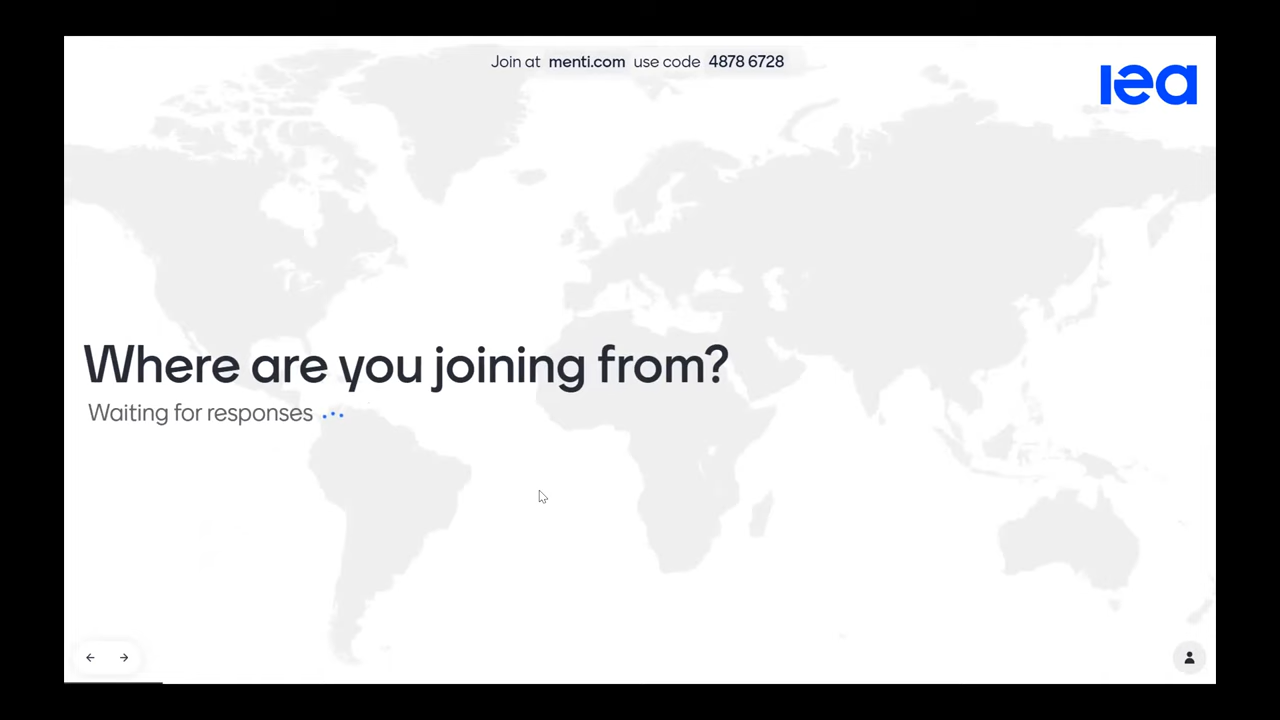 Join at menti.com use code 4878 6728
iea
Where are you joining from?
Waiting for responses